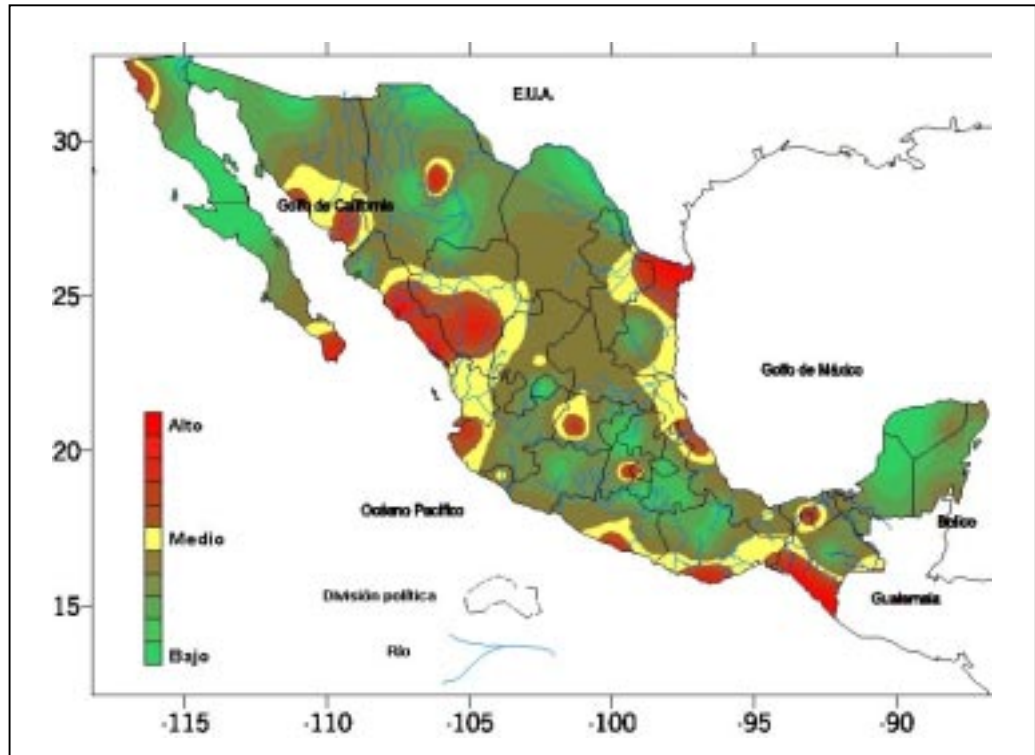 E.U.A.
30
Golfo de California
25
Golfo de México
Alto
20
Océano Pacífico
Belice
Medio
Guatemala
División política
15
Río
Bajo
-115
-110
-105
-100
-95
-90